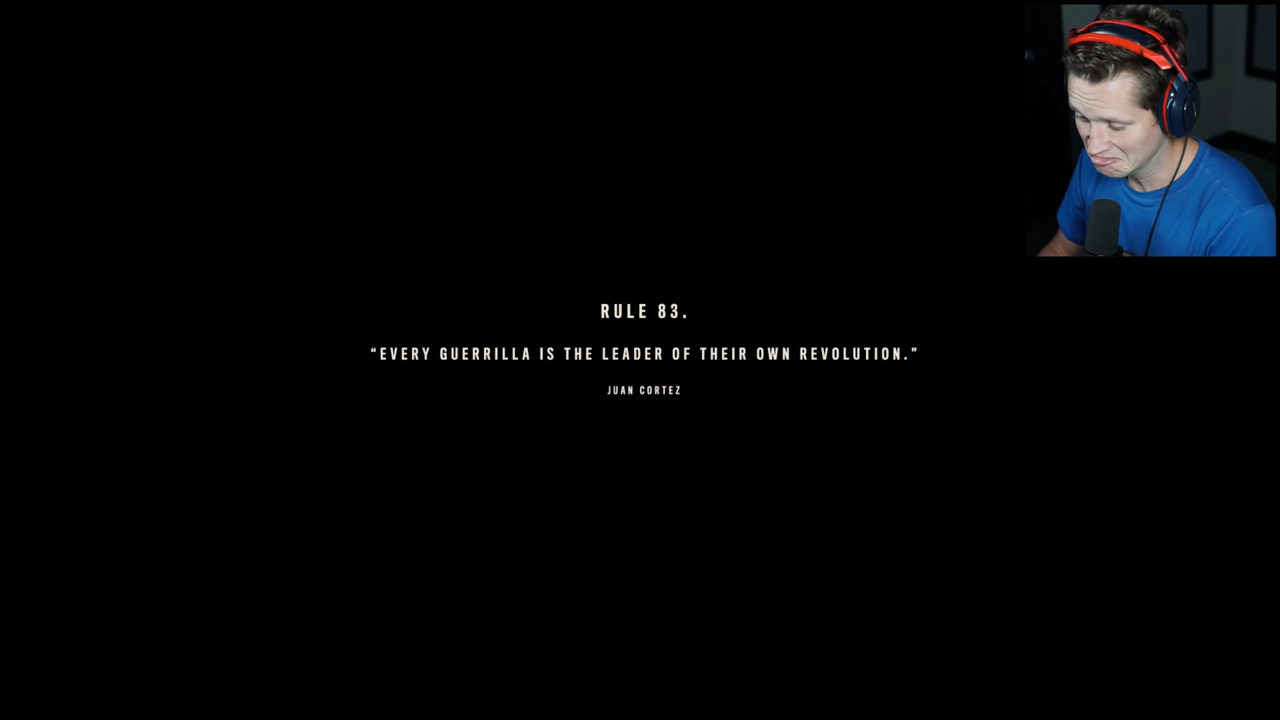 RULE 83.
“EVERY GUERRILLA IS THE LEADER OF THEIR OWN REVOLUTION.”
JUAN CORTEZ